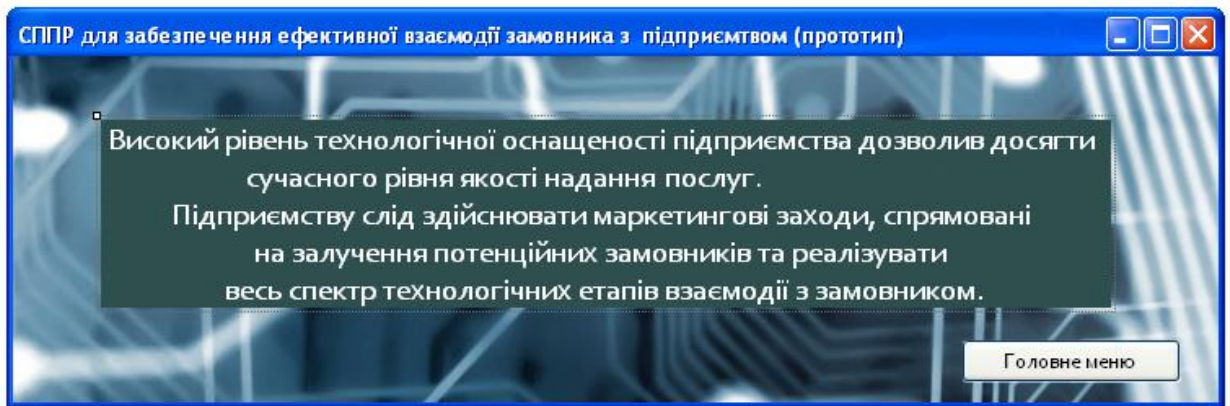 СППР для забезпечення ефективної взаємодії замовника з підприємтвом (прототип)
Високий рівень технологічної оснащеності підприємства дозволив досягти
сучасного рівня якості надання послуг.
Підприємству слід здійснювати маркетингові заходи, спрямовані
на залучення потенційних замовників та реалізувати
весь спектр технологічних етапів взаємодії з замовником.
Головне меню